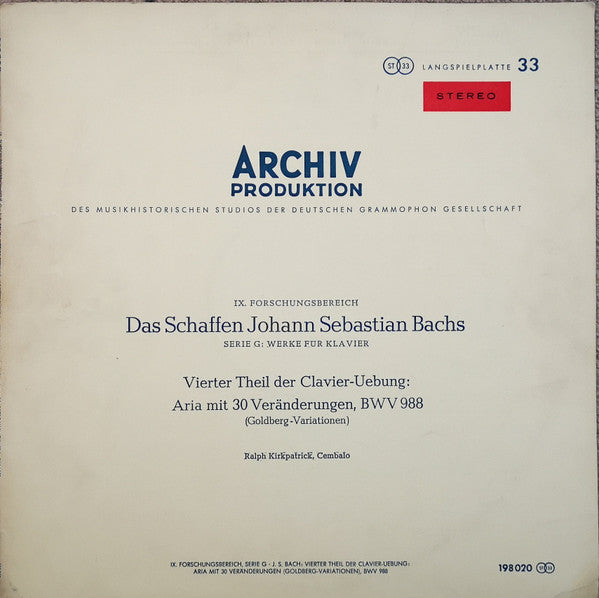 ST 33 LANGSPIELPLATTE 33
STEREO
ARCHIV
PRODUKTION
DES MUSIKHISTORISCHEN STUDIOS DER DEUTSCHEN GRAMMOPHON GESELLSCHAFT
IX. FORSCHUNGSBEREICH
Das Schaffen Johann Sebastian Bachs
SERIE G: WERKE FÜR KLAVIER
Vierter Theil der Clavier-Uebung:
Aria mit 30 Veränderungen, BWV 988
(Goldberg-Variationen)
Ralph Kirkpatrick, Cembalo
IX. FORSCHUNGSBEREICH, SERIE G · J. S. BACH: VIERTER THEIL DER CLAVIER-UEBUNG:
ARIA MIT 30 VERÄNDERUNGEN (GOLDBERG-VARIATIONEN), BWV 988
198020 ST 33